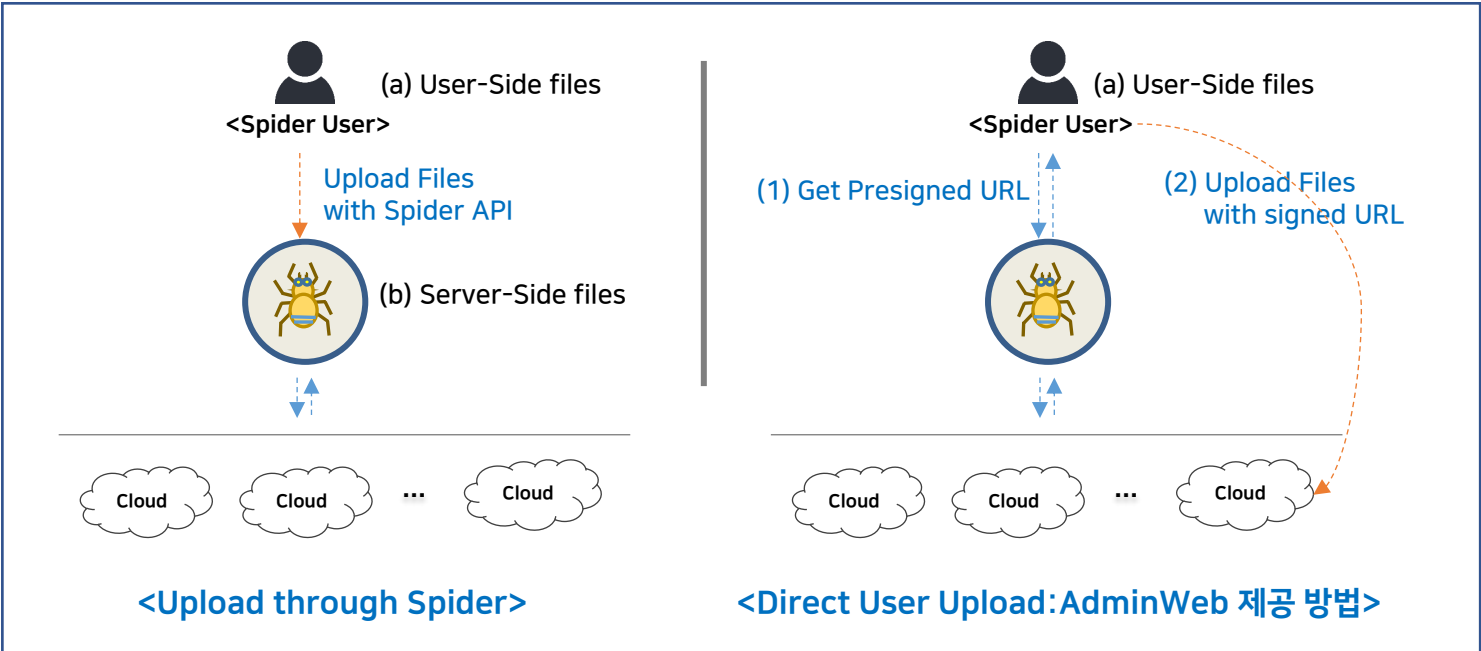 (a) User-Side files
<Spider User>
Upload Files
with Spider API
(b) Server-Side files
Cloud
Cloud
...
Cloud
<Upload through Spider>
(a) User-Side files
<Spider User>
(1) Get Presigned URL
(2) Upload Files
with signed URL
Cloud
Cloud
...
Cloud
<Direct User Upload:AdminWeb 제공 방법>